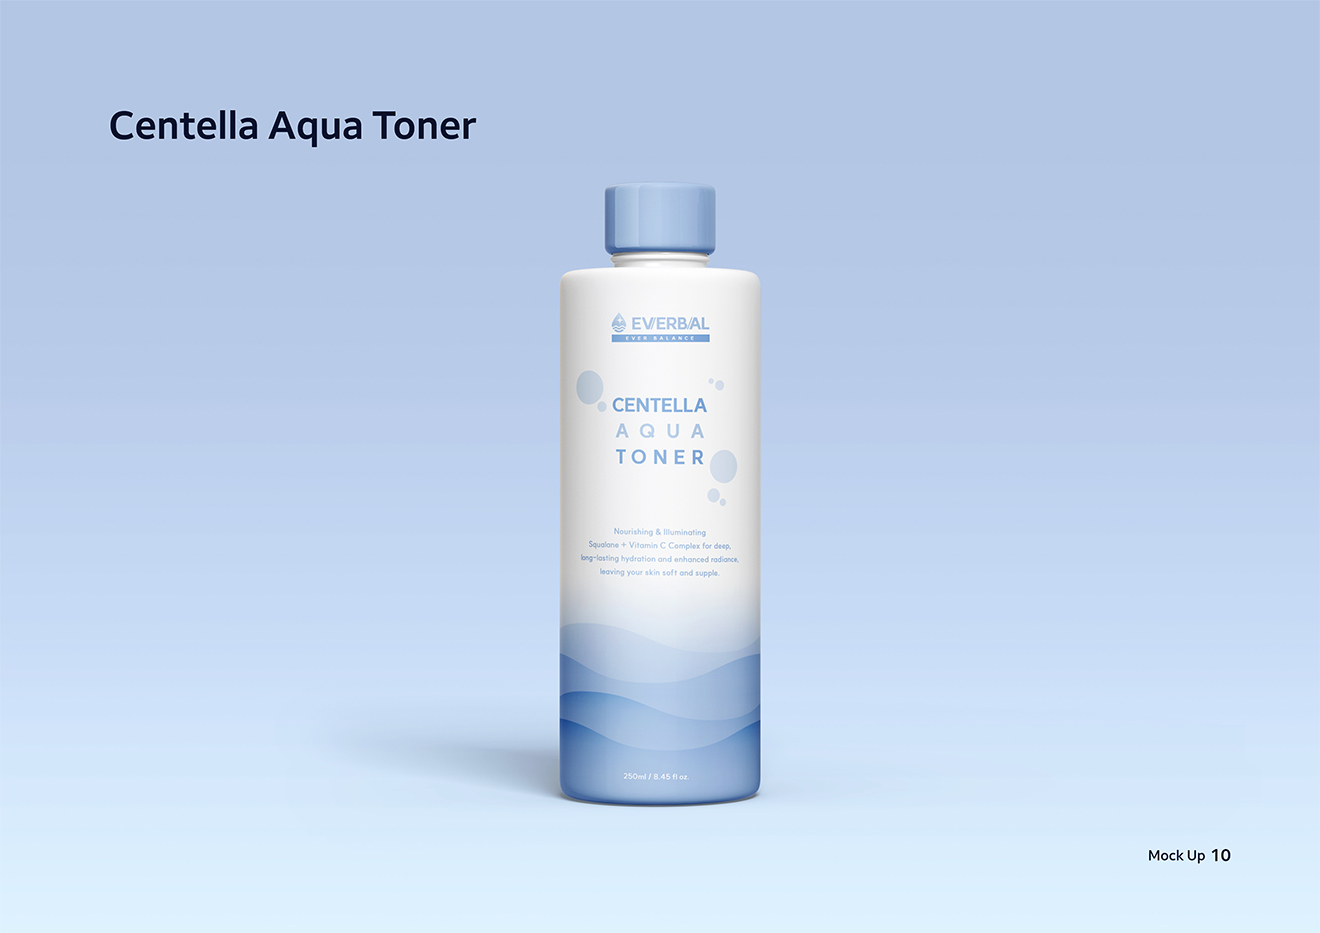 Centella Aqua Toner
EVERBAL
EVER BALANCE
CENTELLA
AQUA
TONER
Nourishing & Illuminating
Squalane + Vitamin C Complex for deep,
long-lasting hydration and enhanced radiance,
leaving your skin soft and supple.
250ml / 8.45 fl oz.
Mock Up 10